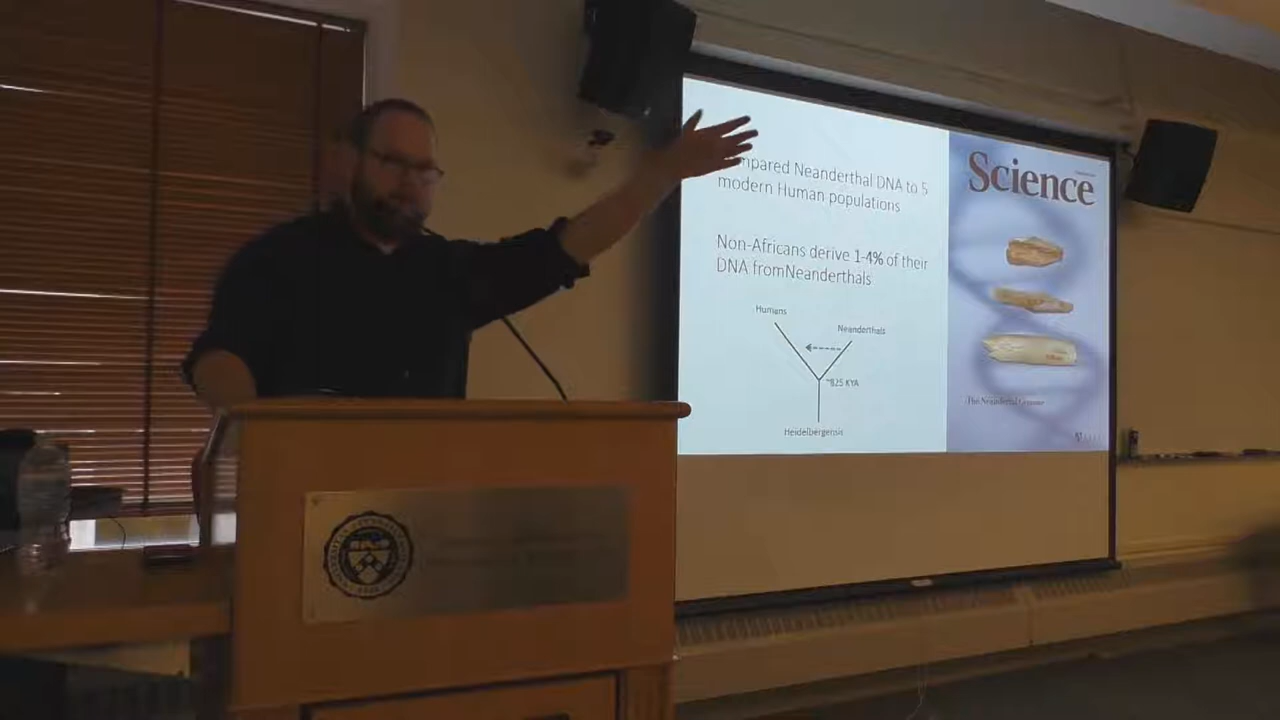 mpared Neanderthal DNA to 5
modern Human populations
Non-Africans derive 1-4% of their
DNA fromNeanderthals
Humans
Neanderthals
~825 KYA
Heidelbergensis
Science
The Neandertal Genome